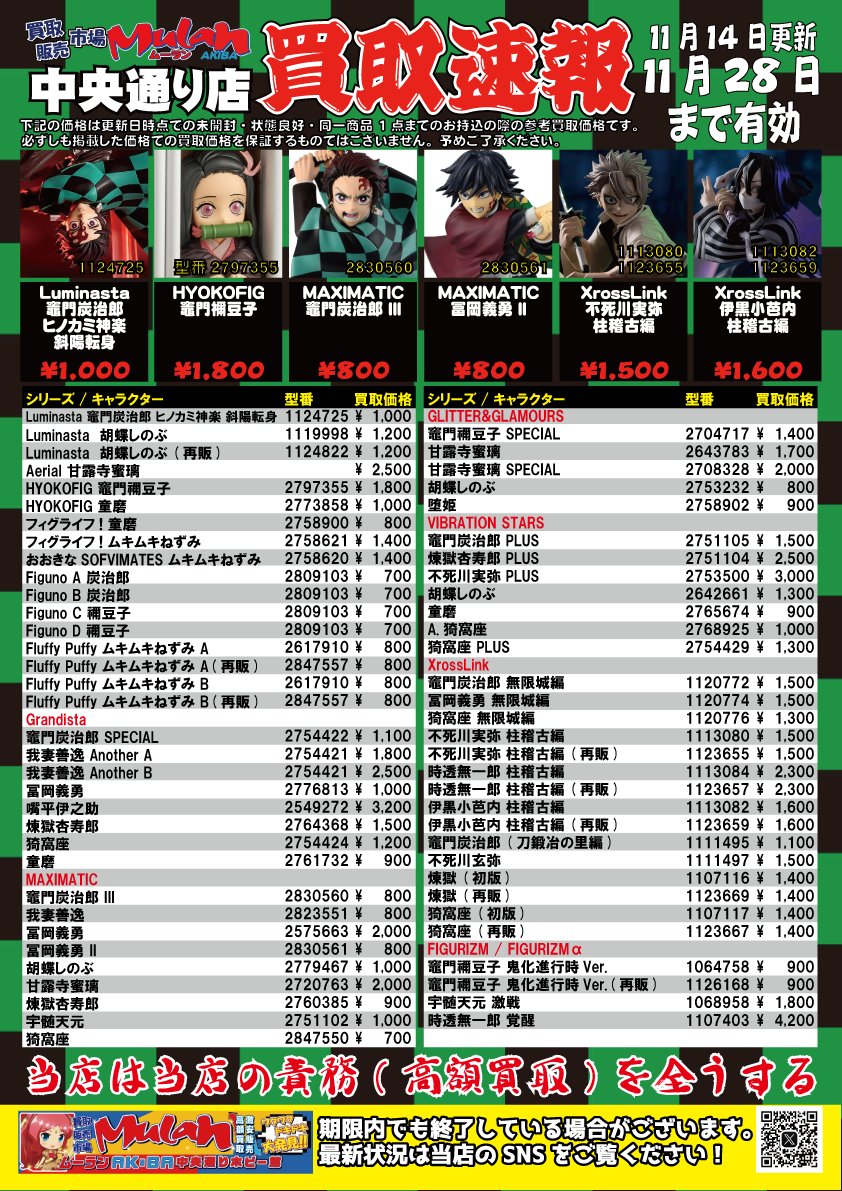 買取
販売 市場 Mulan
ムーラン AKIBA
中央通り店
買取速報
11月14日更新
11月28日
まで有効
下記の価格は更新日時点での未開封・状態良好・同一商品1点までのお持込の際の参考買取価格です。
必ずしも掲載した価格での買取価格を保証するものではございません。予めご了承ください。
1124725
型番 2797355
2830560
2830561
1113080
1123655
1113082
1123659
Luminasta
竈門炭治郎
ヒノカミ神楽
斜陽転身
¥1,000
HYOKOFIG
竈門禰豆子
¥1,800
MAXIMATIC
竈門炭治郎 III
¥800
MAXIMATIC
冨岡義勇 II
¥800
XrossLink
不死川実弥
柱稽古編
¥1,500
XrossLink
伊黒小芭内
柱稽古編
¥1,600
シリーズ / キャラクター 型番 買取価格
Luminasta 竈門炭治郎 ヒノカミ神楽 斜陽転身 1124725 ¥ 1,000
Luminasta 胡蝶しのぶ 1119998 ¥ 1,200
Luminasta 胡蝶しのぶ (再販) 1124822 ¥ 1,200
Aerial 甘露寺蜜璃 ¥ 2,500
HYOKOFIG 竈門禰豆子 2797355 ¥ 1,800
HYOKOFIG 童磨 2773858 ¥ 1,000
フィグライフ！童磨 2758900 ¥ 800
フィグライフ！ムキムキねずみ 2758621 ¥ 1,400
おおきな SOFVIMATES ムキムキねずみ 2758620 ¥ 1,400
Figuno A 炭治郎 2809103 ¥ 700
Figuno B 炭治郎 2809103 ¥ 700
Figuno C 禰豆子 2809103 ¥ 700
Figuno D 禰豆子 2809103 ¥ 700
Fluffy Puffy ムキムキねずみ A 2617910 ¥ 800
Fluffy Puffy ムキムキねずみ A (再販) 2847557 ¥ 800
Fluffy Puffy ムキムキねずみ B 2617910 ¥ 800
Fluffy Puffy ムキムキねずみ B (再販) 2847557 ¥ 800
Grandista
竈門炭治郎 SPECIAL 2754422 ¥ 1,100
我妻善逸 Another A 2754421 ¥ 1,800
我妻善逸 Another B 2754421 ¥ 2,500
冨岡義勇 2776813 ¥ 1,000
嘴平伊之助 2549272 ¥ 3,200
煉獄杏寿郎 2764368 ¥ 1,500
猗窩座 2754424 ¥ 1,200
童磨 2761732 ¥ 900
MAXIMATIC
竈門炭治郎 III 2830560 ¥ 800
我妻善逸 2823551 ¥ 800
冨岡義勇 2575663 ¥ 2,000
冨岡義勇 II 2830561 ¥ 800
胡蝶しのぶ 2779467 ¥ 1,000
甘露寺蜜璃 2720763 ¥ 2,000
煉獄杏寿郎 2760385 ¥ 900
宇髄天元 2751102 ¥ 1,000
猗窩座 2847550 ¥ 700
シリーズ / キャラクター 型番 買取価格
GLITTER&GLAMOURS
竈門禰豆子 SPECIAL 2704717 ¥ 1,400
甘露寺蜜璃 2643783 ¥ 1,700
甘露寺蜜璃 SPECIAL 2708328 ¥ 2,000
胡蝶しのぶ 2753232 ¥ 800
堕姫 2758902 ¥ 900
VIBRATION STARS
竈門炭治郎 PLUS 2751105 ¥ 1,500
煉獄杏寿郎 PLUS 2751104 ¥ 2,500
不死川実弥 PLUS 2753500 ¥ 3,000
胡蝶しのぶ 2642661 ¥ 1,300
童磨 2765674 ¥ 900
A. 猗窩座 2768925 ¥ 1,000
猗窩座 PLUS 2754429 ¥ 1,300
XrossLink
竈門炭治郎 無限城編 1120772 ¥ 1,500
冨岡義勇 無限城編 1120774 ¥ 1,500
猗窩座 無限城編 1120776 ¥ 1,300
不死川実弥 柱稽古編 1113080 ¥ 1,500
不死川実弥 柱稽古編 (再販) 1123655 ¥ 1,500
時透無一郎 柱稽古編 1113084 ¥ 2,300
時透無一郎 柱稽古編 (再販) 1123657 ¥ 2,300
伊黒小芭内 柱稽古編 1113082 ¥ 1,600
伊黒小芭内 柱稽古編 (再販) 1123659 ¥ 1,600
竈門炭治郎 (刀鍛冶の里編) 1111495 ¥ 1,100
不死川玄弥 1111497 ¥ 1,500
煉獄 (初版) 1107116 ¥ 1,400
煉獄 (再販) 1123669 ¥ 1,400
猗窩座 (初版) 1107117 ¥ 1,400
猗窩座 (再販) 1123667 ¥ 1,400
FIGURIZM / FIGURIZM α
竈門禰豆子 鬼化進行時 Ver. 1064758 ¥ 900
竈門禰豆子 鬼化進行時 Ver. (再販) 1126168 ¥ 900
宇髄天元 激戦 1068958 ¥ 1,800
時透無一郎 覚醒 1107403 ¥ 4,200
当店は当店の責務(高額買取)を全うする
買取
販売
市場
Mulan
ムーラン AKIBA 中央通りホビー館
高額買取
激安販売
大発見!!
期限内でも終了している場合がございます。
最新状況は当店の SNS をご覧ください！